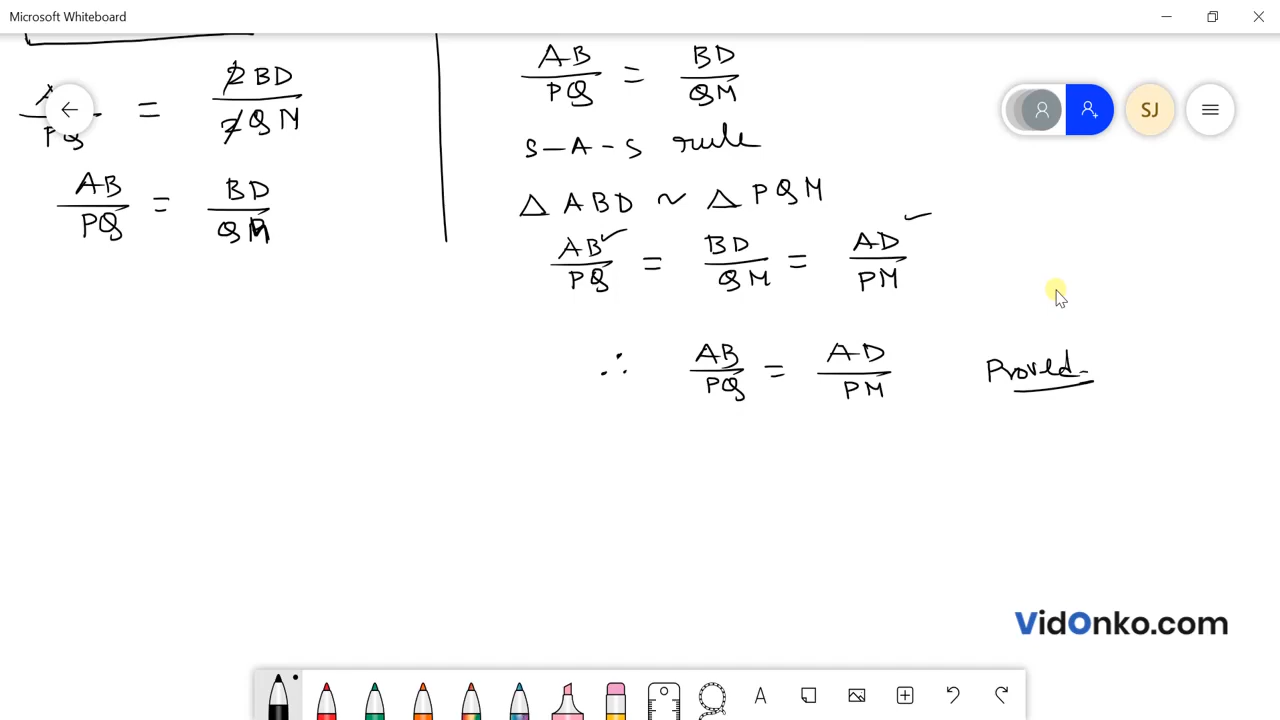 Microsoft Whiteboard
PQ = 2BD / 2QM
AB / PQ = BD / QM
AB / PQ = BD / QM
S-A-S rule
Δ ABD ~ Δ PQM
AB / PQ = BD / QM = AD / PM
∴ AB / PQ = AD / PM Proved
SJ
VidOnko.com
A